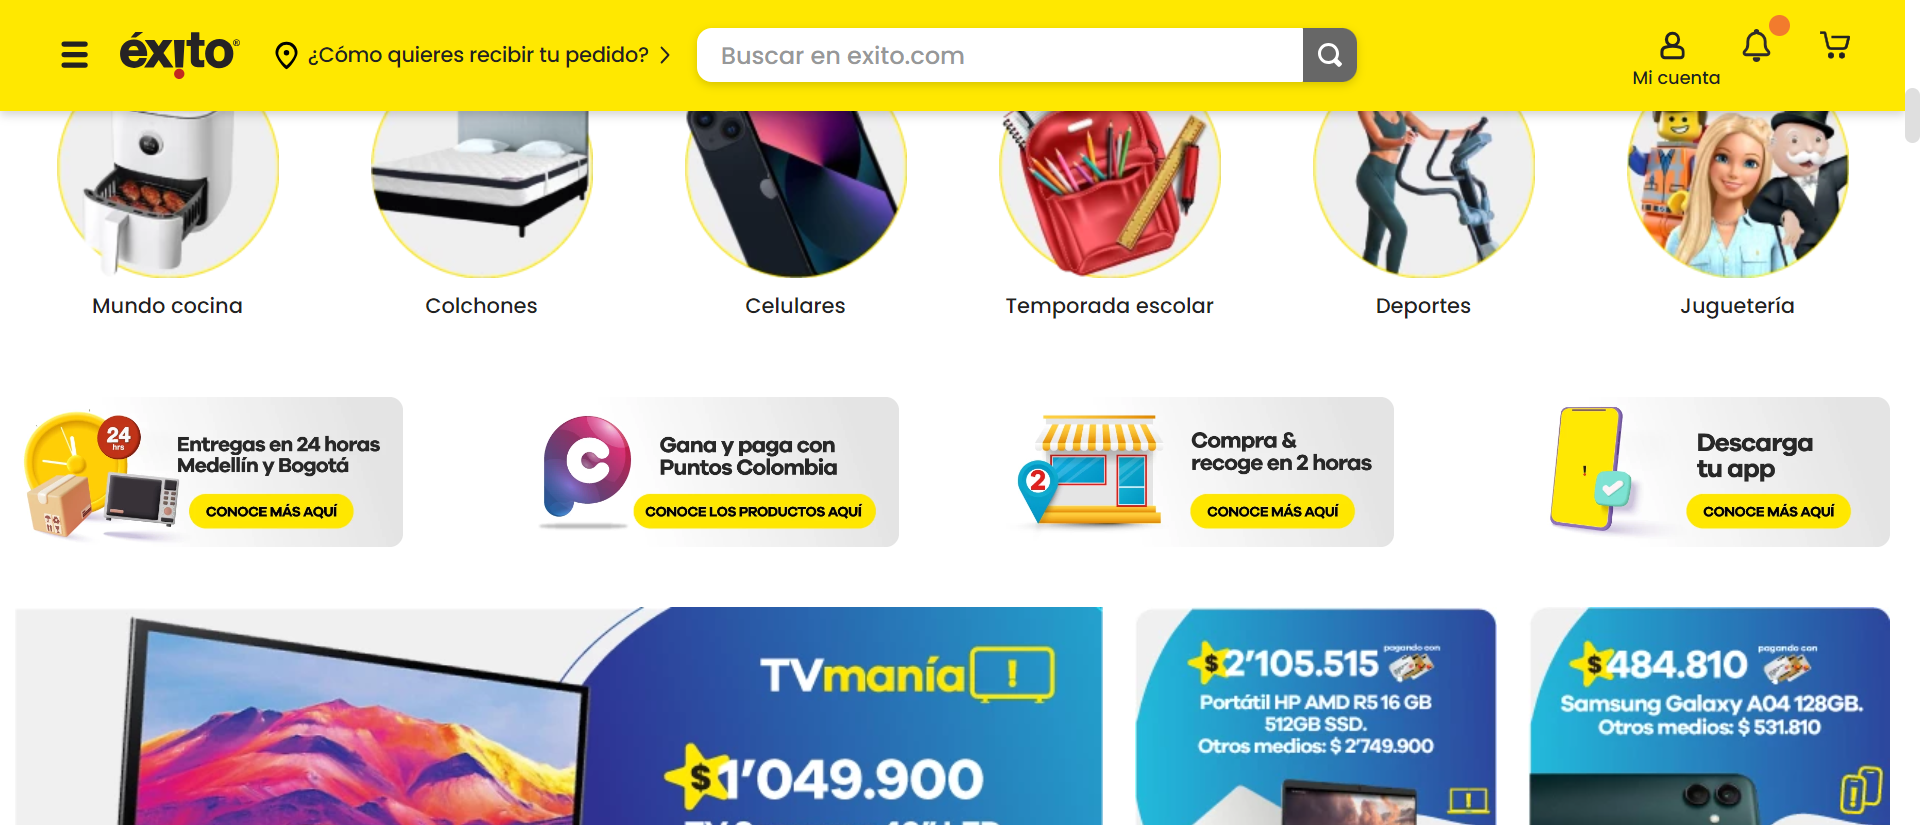 éxito
¿Cómo quieres recibir tu pedido?
Buscar en exito.com
Mi cuenta
Mundo cocina
Colchones
Celulares
Temporada escolar
Deportes
Juguetería
24
hrs
Entregas en 24 horas
Medellín y Bogotá
CONOCE MÁS AQUÍ
Gana y paga con
Puntos Colombia
CONOCE LOS PRODUCTOS AQUÍ
2
Compra &
recoge en 2 horas
CONOCE MÁS AQUÍ
Descarga
tu app
CONOCE MÁS AQUÍ
TVmanía!
$1'049.900
$2'105.515
pagando con
Portátil HP AMD R5 16 GB
512GB SSD.
Otros medios: $ 2'749.900
$484.810
pagando con
Samsung Galaxy A04 128GB.
Otros medios: $ 531.810